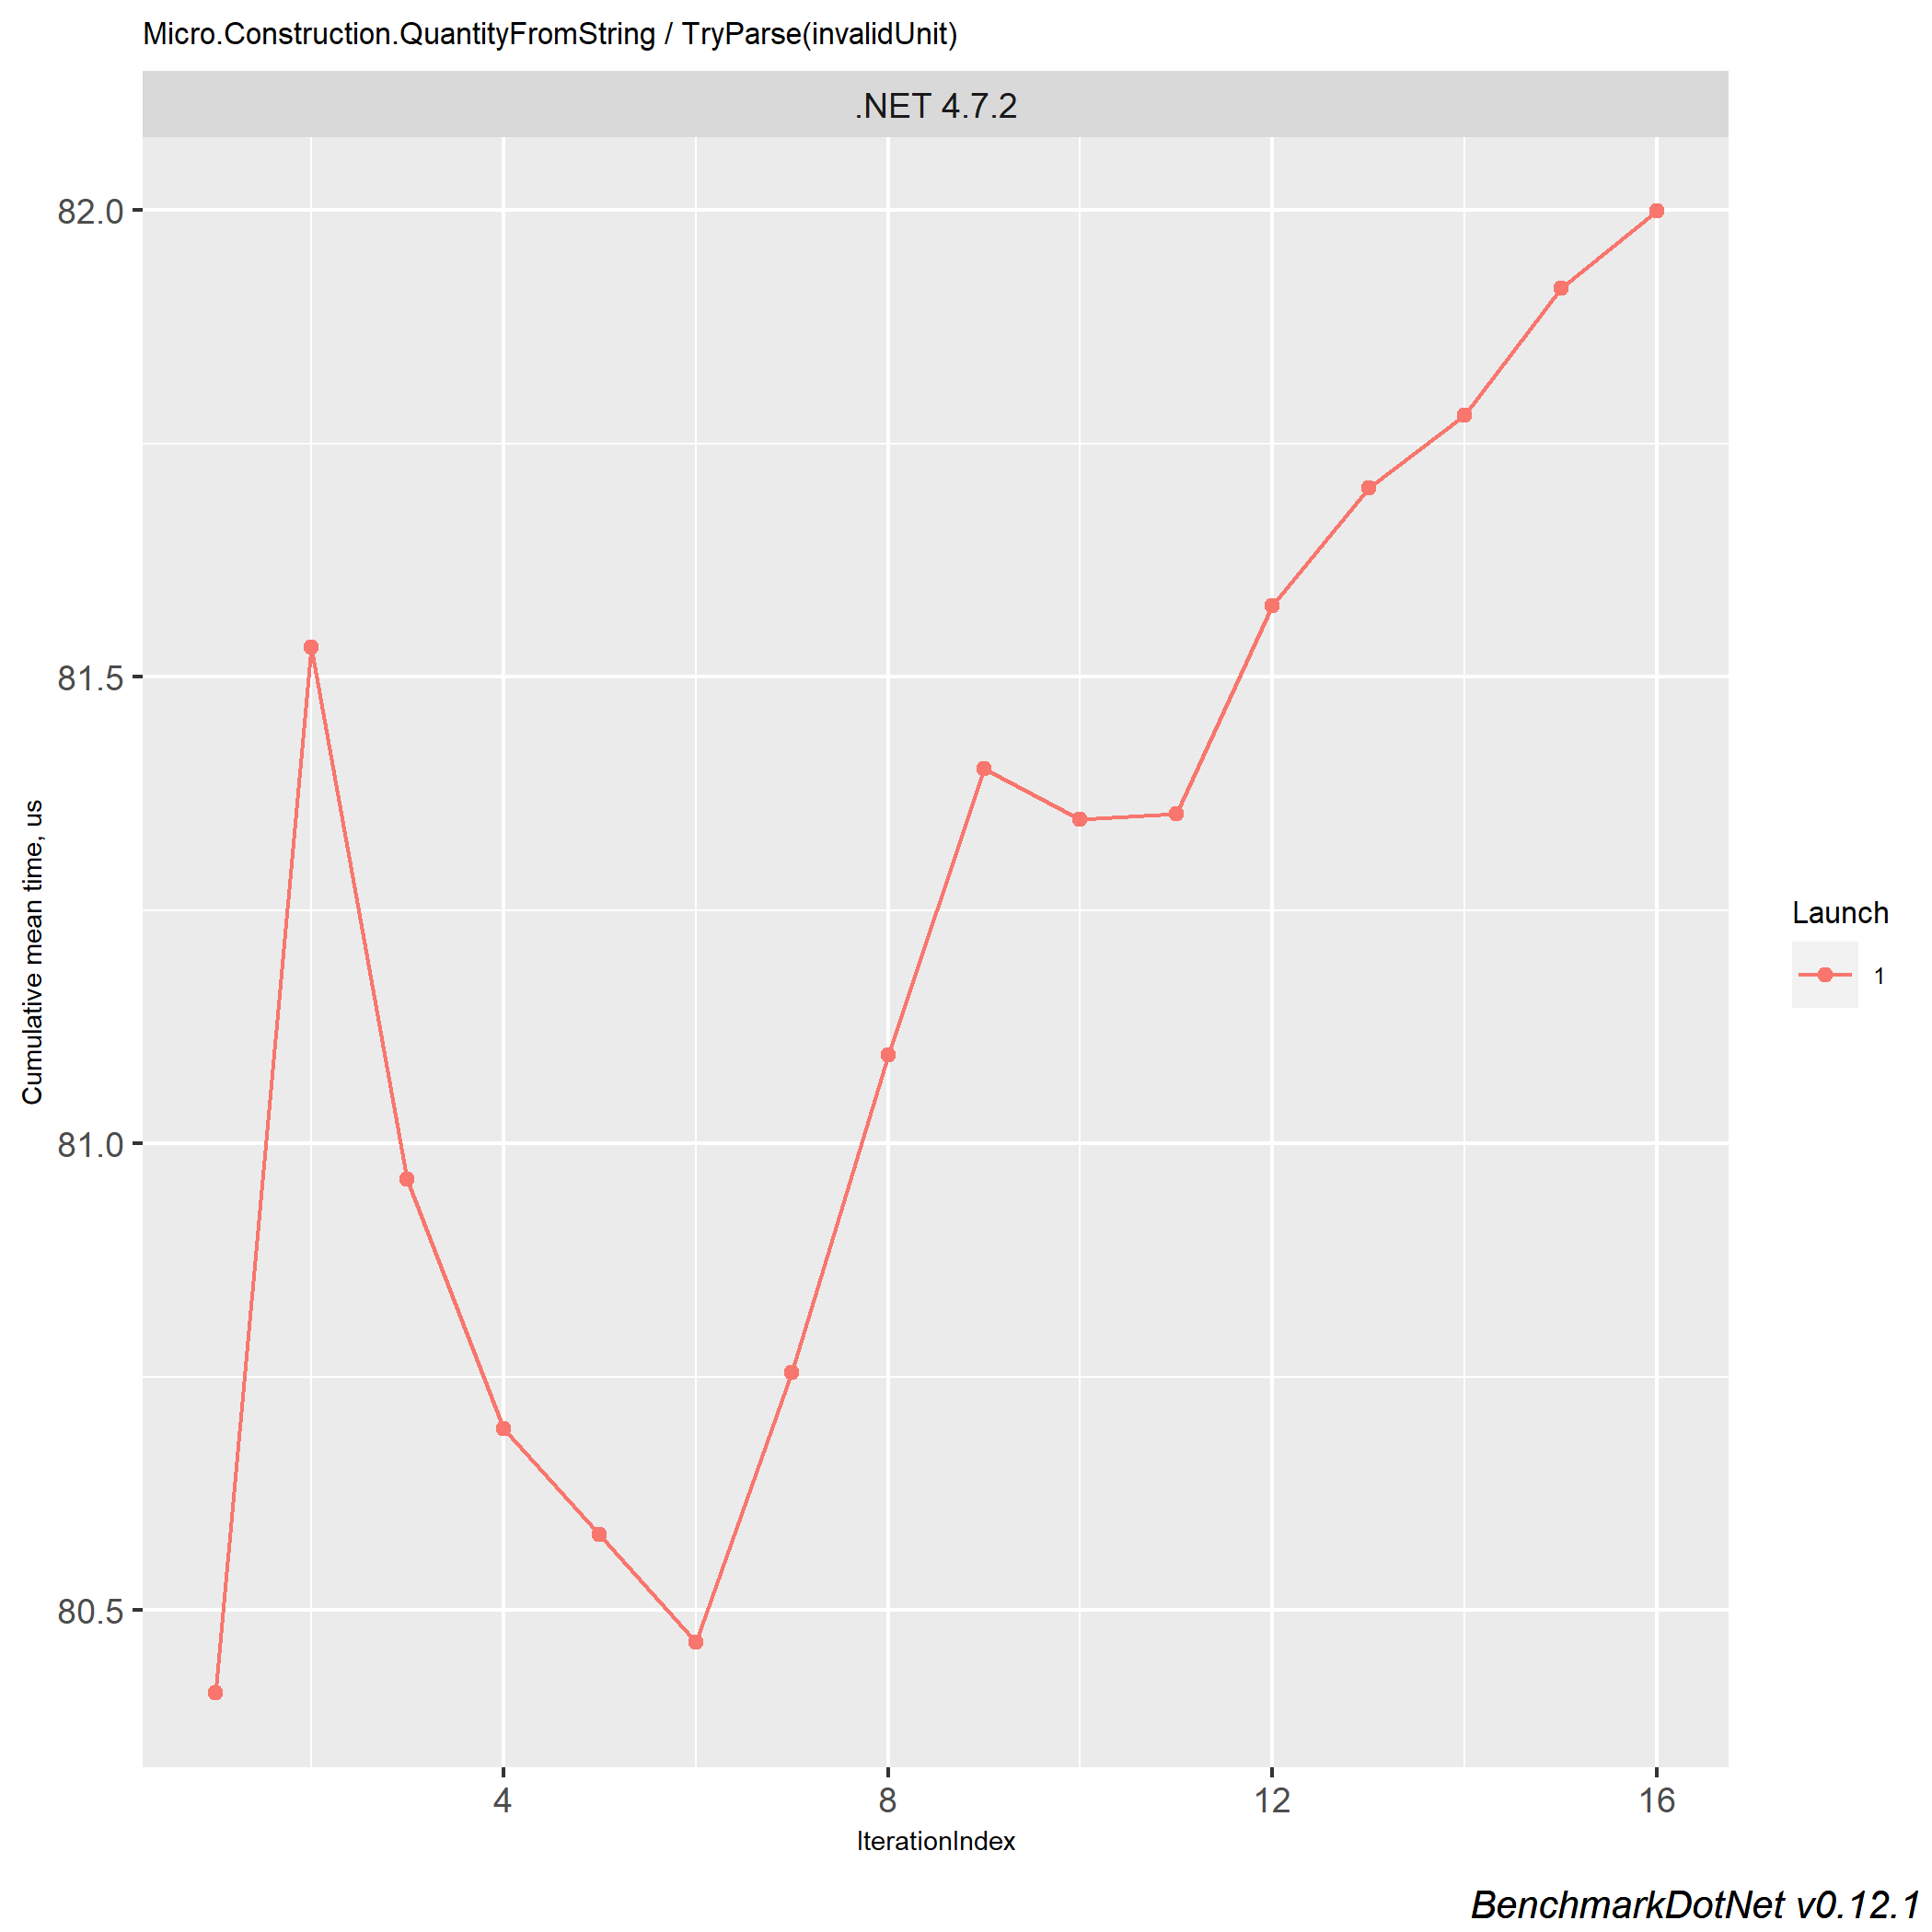 Micro.Construction.QuantityFromString / TryParse(invalidUnit)
.NET 4.7.2
82.0
81.5
81.0
80.5
Cumulative mean time, us
4 8 12 16
IterationIndex
Launch
1
BenchmarkDotNet v0.12.1